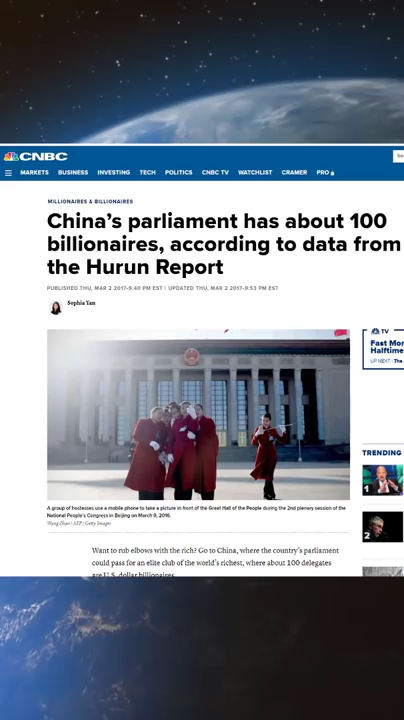 CNBC
MARKETS BUSINESS INVESTING TECH POLITICS CNBC TV WATCHLIST CRAMER PRO
MILLIONAIRES & BILLIONAIRES
China's parliament has about 100
billionaires, according to data from
the Hurun Report
PUBLISHED THU, MAR 2 2017•9:40 PM EST | UPDATED THU, MAR 2 2017•9:53 PM EST
Sophia Yan
TV
Fast Mon
Halftime
UP NEXT | The
TRENDING
1
2
A group of hostesses use a mobile phone to take a picture in front of the Great Hall of the People during the 2nd plenary session of the
National People's Congress in Beijing on March 9, 2016.
Wang Zhao | AFP | Getty Images
Want to rub elbows with the rich? Go to China, where the country's parliament
could pass for an elite club of the world's richest, where about 100 delegates
are U.S. dollar billionaires.